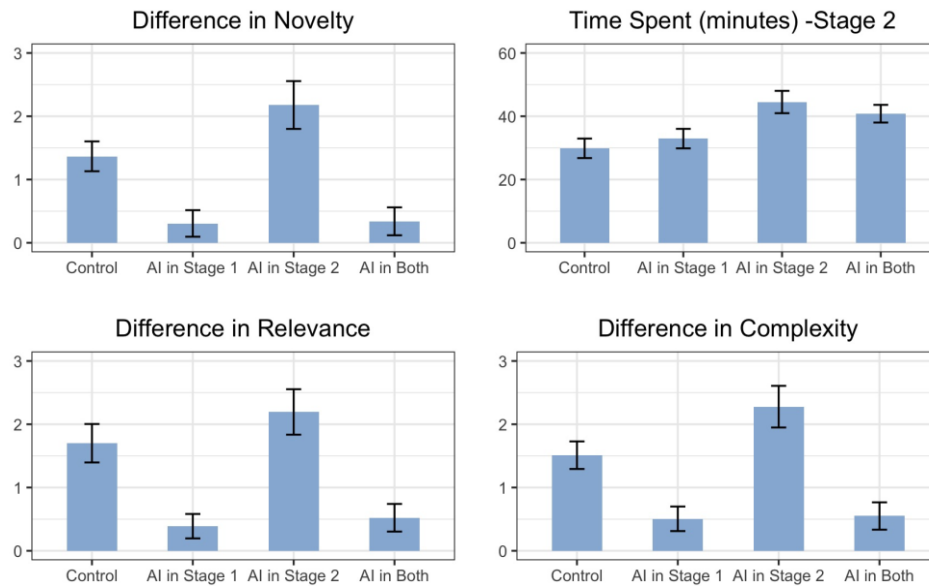 Difference in Novelty
3
2
1
0
Control AI in Stage 1 AI in Stage 2 AI in Both
Time Spent (minutes) -Stage 2
60
40
20
0
Control AI in Stage 1 AI in Stage 2 AI in Both
Difference in Relevance
3
2
1
0
Control AI in Stage 1 AI in Stage 2 AI in Both
Difference in Complexity
3
2
1
0
Control AI in Stage 1 AI in Stage 2 AI in Both